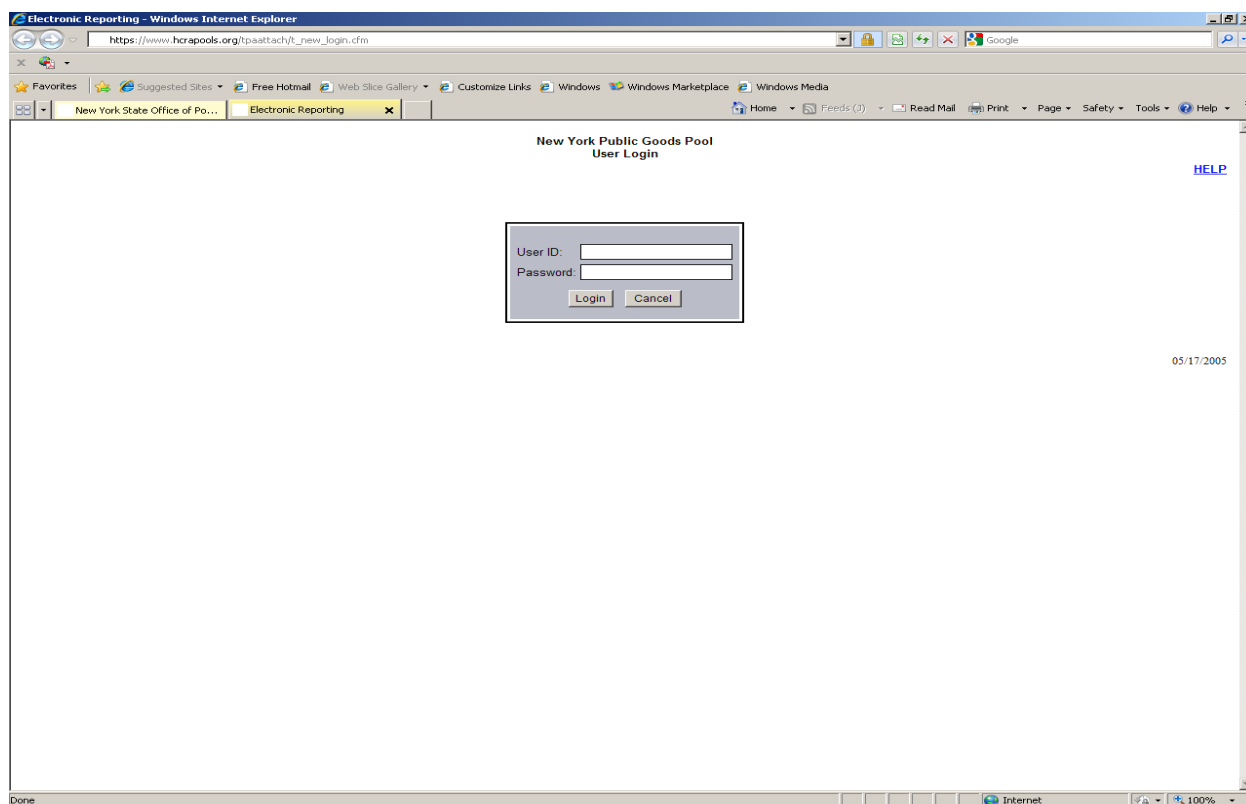 Electronic Reporting - Windows Internet Explorer
https://www.hcrapools.org/tpaattach/t_new_login.cfm Google
Favorites Suggested Sites Free Hotmail Web Slice Gallery Customize Links Windows Windows Marketplace Windows Media
New York State Office of Po... Electronic Reporting Home Feeds (J) Read Mail Print Page Safety Tools Help
New York Public Goods Pool
User Login
HELP
User ID:
Password:
Login Cancel
05/17/2005
Done Internet 100%